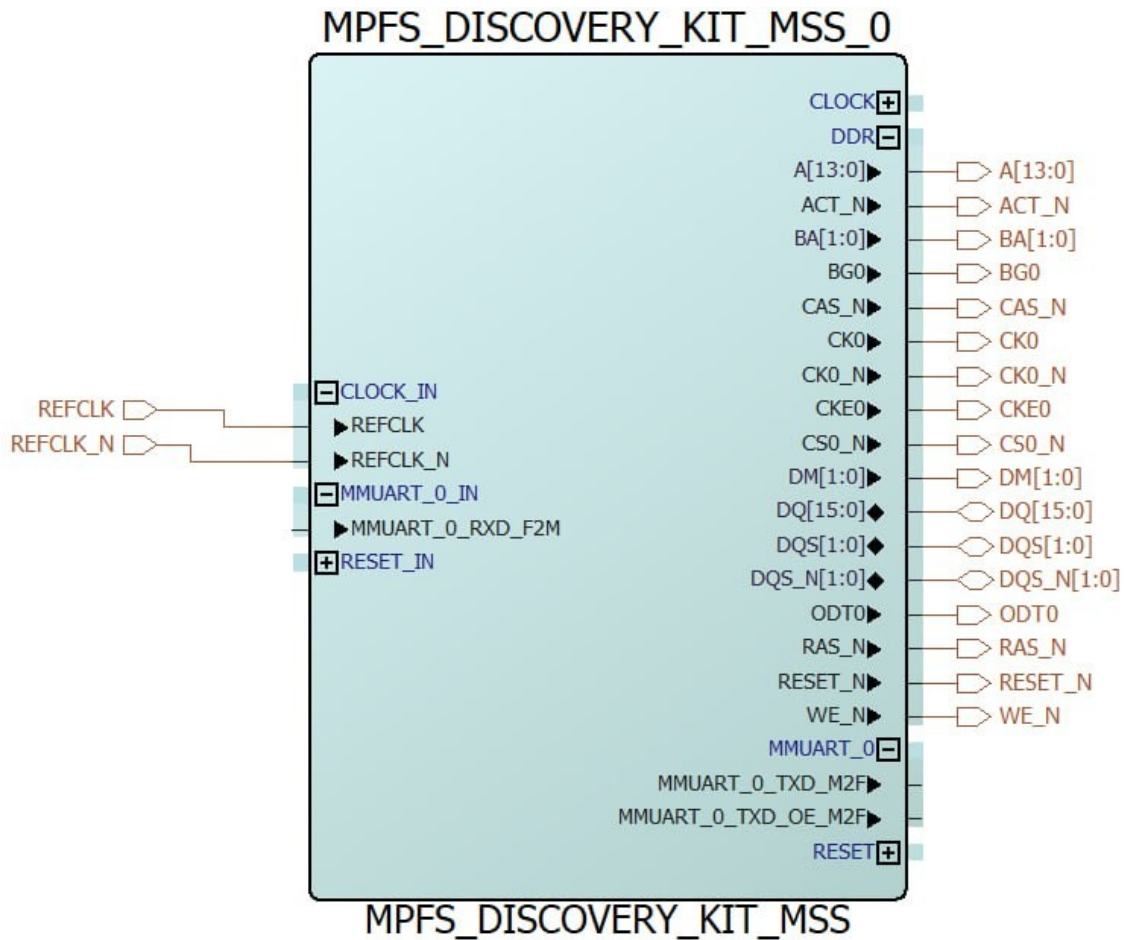 MPFS_DISCOVERY_KIT_MSS_0
CLOCK
DDR
A[13:0] A[13:0]
ACT_N ACT_N
BA[1:0] BA[1:0]
BG0 BG0
CAS_N CAS_N
CK0 CK0
CK0_N CK0_N
CLOCK_IN
REFCLK CKE0 CKE0
REFCLK
REFCLK_N CS0_N CS0_N
REFCLK_N
DM[1:0] DM[1:0]
MMUART_0_IN
DQ[15:0] DQ[15:0]
MMUART_0_RXD_F2M
DQS[1:0] DQS[1:0]
RESET_IN
DQS_N[1:0] DQS_N[1:0]
ODT0 ODT0
RAS_N RAS_N
RESET_N RESET_N
WE_N WE_N
MMUART_0
MMUART_0_TXD_M2F
MMUART_0_TXD_OE_M2F
RESET
MPFS_DISCOVERY_KIT_MSS